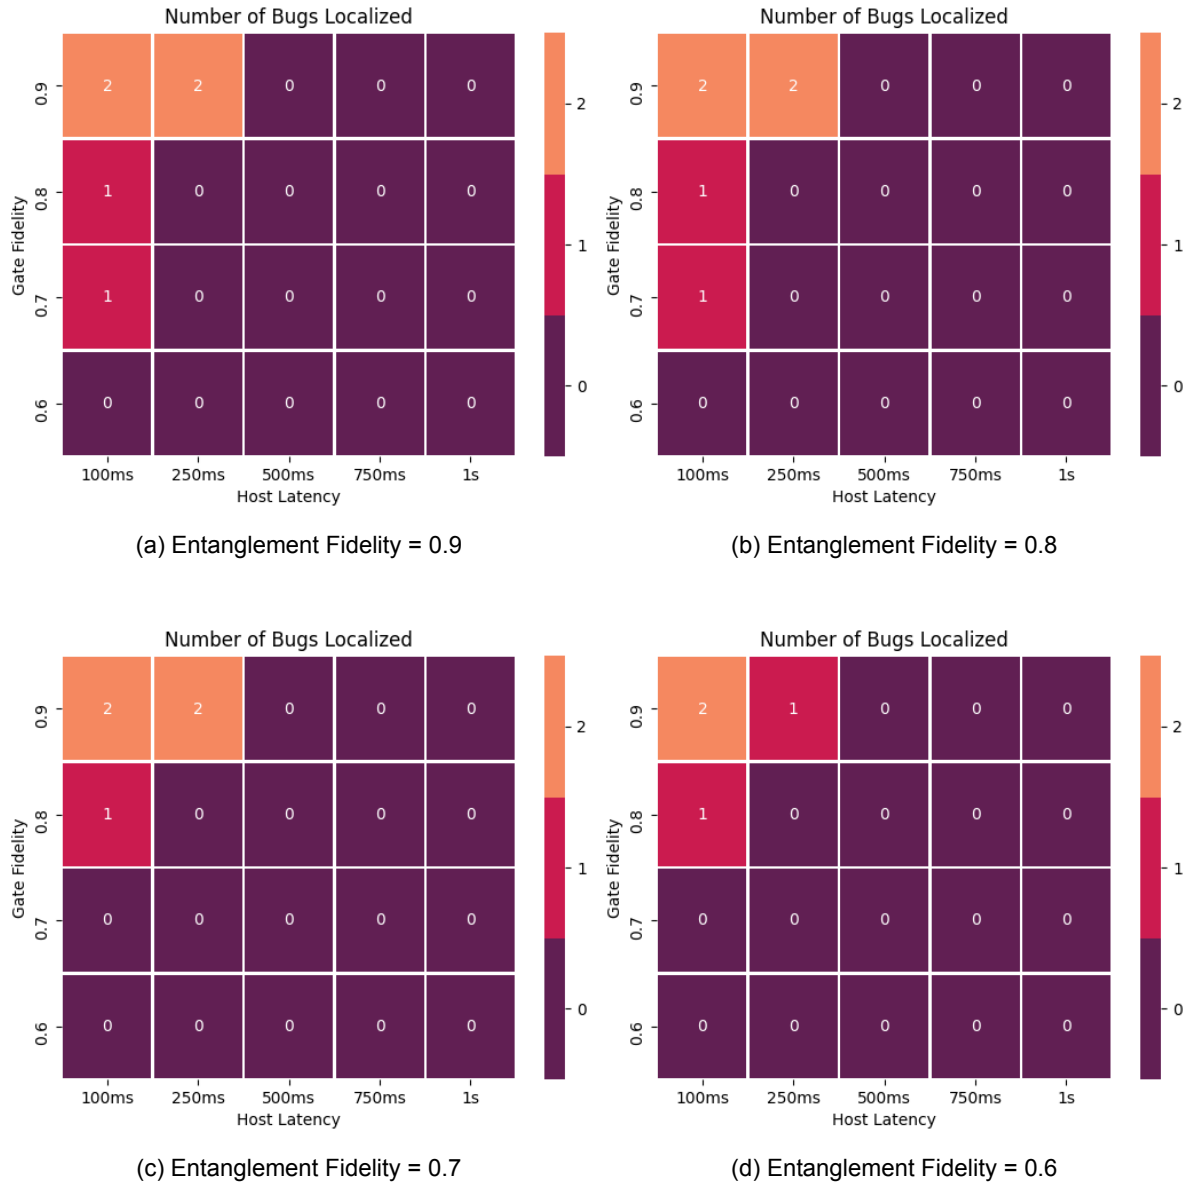 Number of Bugs Localized
Gate Fidelity
0.9 2 2 0 0 0
0.8 1 0 0 0 0
0.7 1 0 0 0 0
0.6 0 0 0 0 0
100ms 250ms 500ms 750ms 1s
Host Latency
2
1
0
(a) Entanglement Fidelity = 0.9
Number of Bugs Localized
Gate Fidelity
0.9 2 2 0 0 0
0.8 1 0 0 0 0
0.7 1 0 0 0 0
0.6 0 0 0 0 0
100ms 250ms 500ms 750ms 1s
Host Latency
2
1
0
(b) Entanglement Fidelity = 0.8
Number of Bugs Localized
Gate Fidelity
0.9 2 2 0 0 0
0.8 1 0 0 0 0
0.7 0 0 0 0 0
0.6 0 0 0 0 0
100ms 250ms 500ms 750ms 1s
Host Latency
2
1
0
(c) Entanglement Fidelity = 0.7
Number of Bugs Localized
Gate Fidelity
0.9 2 1 0 0 0
0.8 1 0 0 0 0
0.7 0 0 0 0 0
0.6 0 0 0 0 0
100ms 250ms 500ms 750ms 1s
Host Latency
2
1
0
(d) Entanglement Fidelity = 0.6